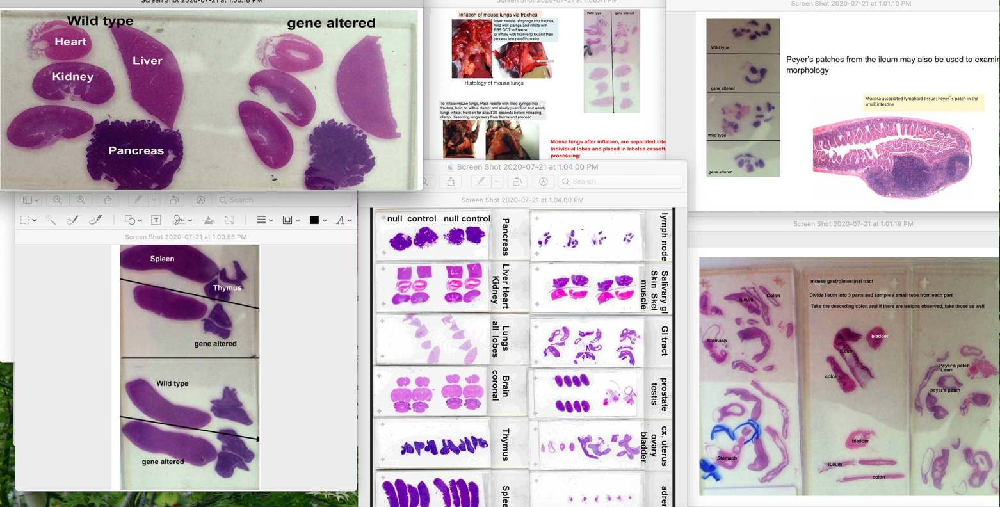 Screen Shot 2020-07-21 at 1.00.18 PM
Wild type
gene altered
Heart
Liver
Kidney
Pancreas
Screen Shot 2020-07-21 at 1.00.41 PM
Inflation of mouse lungs via trachea
Insert needle of syringe into trachea,
hold with clamps and inflate with
PBS:OCT to Freeze
or inflate with fixative to fix and then
process into paraffin blocks
Histology of mouse lungs
Wild type
gene altered
To inflate mouse lungs, Pass needle with filled syringe into
trachea, hold on with a clamp, and slowly push fluid and watch
lungs inflate. Hold on for about 30 seconds before releasing
clamp, dissecting lungs away from thorax and proceed
Mouse lungs after inflation, are separated into
individual lobes and placed in labeled cassett
processing:
Screen Shot 2020-07-21 at 1.01.10 PM
Wild type
gene altered
Wild type
gene altered
Peyer's patches from the ileum may also be used to examin
morphology
Mucosa associated lymphoid tissue: Peyer's patch in the
small intestine
Search
Screen Shot 2020-07-21 at 1.00.55 PM
Spleen
Thymus
gene altered
Wild type
gene altered
Screen Shot 2020-07-21 at 1.04.00 PM
Search
Screen Shot 2020-07-21 at 1.04.00 PM
null control null control
Pancreas
lymph node
Liver Heart
Kidney
Salivary gl
Skin Skel
muscle
Lungs
all lobes
GI tract
Brain
coronal
prostate
testis
Thymus
cx, uterus
ovary
bladder
Splee
adren
Screen Shot 2020-07-21 at 1.01.19 PM
mouse gastrointestinal tract
Divide Ileum into 3 parts and sample a small tube from each part
Take the desceding colon and if there are lesions observed, take those as well
iLeum
Colon
Stomach
Stomach
bladder
iLeum
colon
bladder
iLeum
colon
Peyer's patch
ILeum
peyer's patch